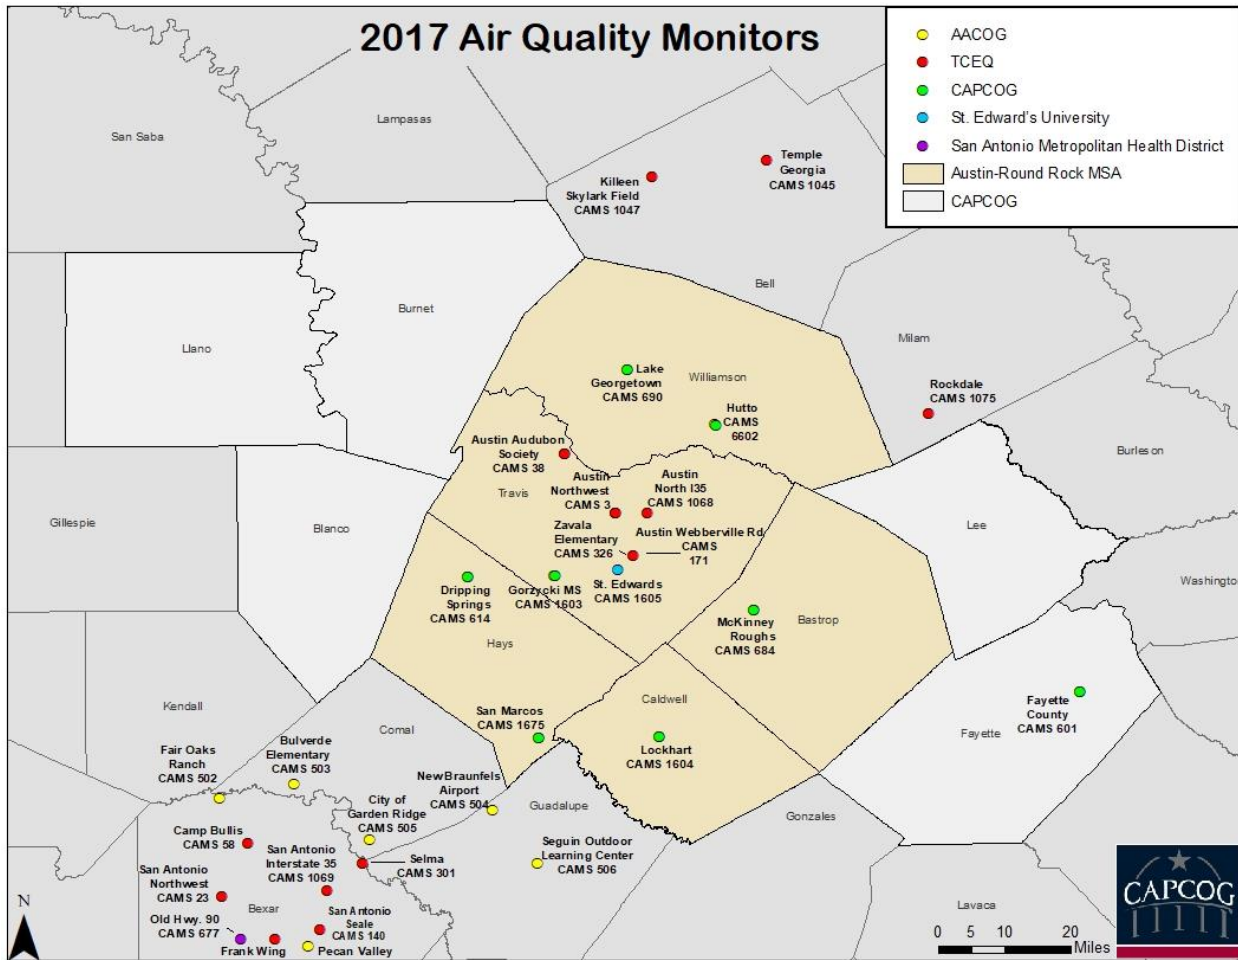 2017 Air Quality Monitors
AACOG
TCEQ
CAPCOG
St. Edward's University
San Antonio Metropolitan Health District
Austin-Round Rock MSA
CAPCOG
San Saba
Lampasas
Killeen
Skylark Field
CAMS 1047
Temple
Georgia
CAMS 1045
Bell
Burnet
Llano
Milam
Lake
Georgetown
CAMS 690
Williamson
Hutto
CAMS
6602
Rockdale
CAMS 1075
Burleson
Austin Audubon
Society
CAMS 38
Travis
Austin
Northwest
CAMS 3
Austin
North I35
CAMS 1068
Gillespie
Blanco
Zavala
Elementary
CAMS 326
Austin Webberville Rd
CAMS
171
Lee
Washington
Dripping
Springs
CAMS 614
Gorzycki MS
CAMS 1603
St. Edwards
CAMS 1605
McKinney
Roughs
CAMS 684
Bastrop
Hays
Kendall
Comal
San Marcos
CAMS 1675
Caldwell
Lockhart
CAMS 1604
Fayette
County
CAMS 601
Fayette
Fair Oaks
Ranch
CAMS 502
Bulverde
Elementary
CAMS 503
New Braunfels
Airport
CAMS 504
City of
Garden Ridge
CAMS 505
Guadalupe
Gonzales
Camp Bullis
CAMS 58
San Antonio
Interstate 35
CAMS 1069
Selma
CAMS 301
Seguin Outdoor
Learning Center
CAMS 506
San Antonio
Northwest
CAMS 23
Bexar
Old Hwy. 90
CAMS 677
San Antonio
Seale
CAMS 140
Frank Wing
Pecan Valley
Lavaca
N
0 5 10 20
Miles
CAPCOG